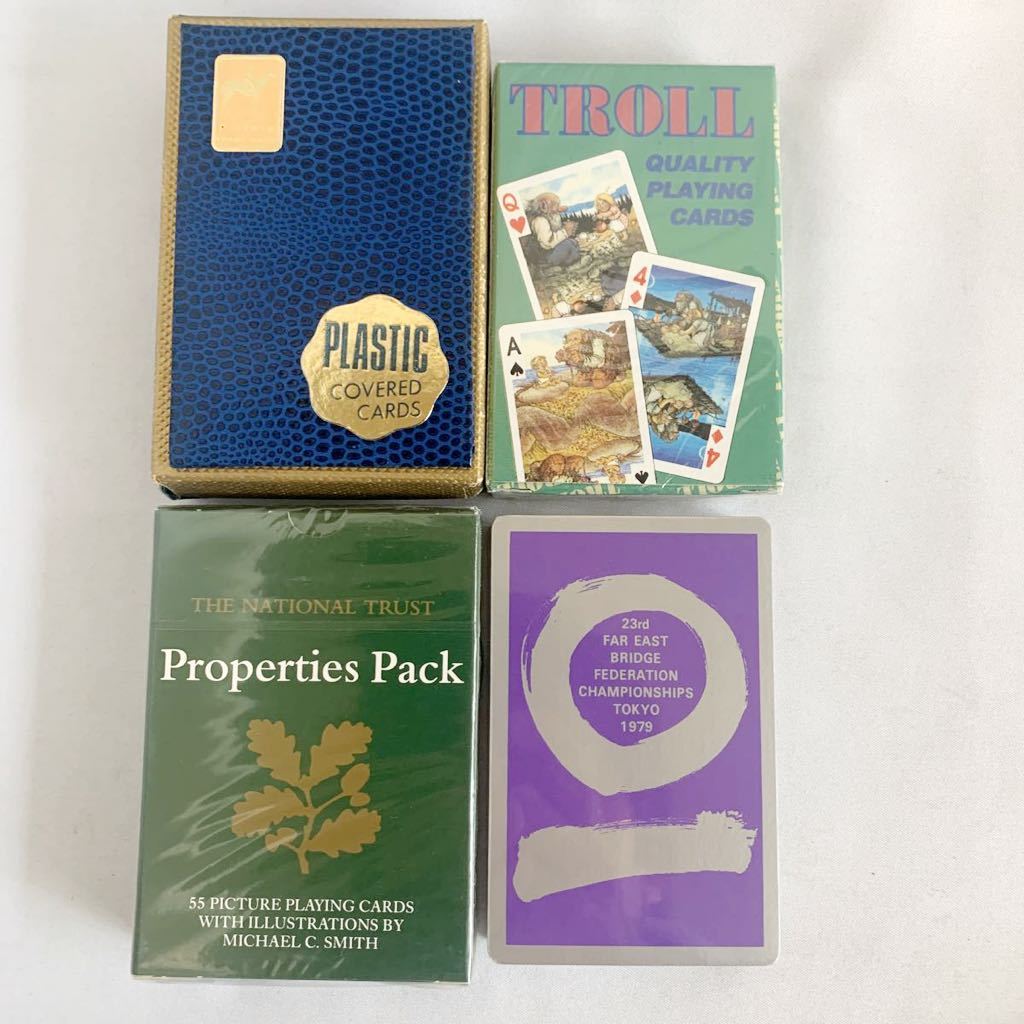 PLASTIC
COVERED
CARDS
TROLL
QUALITY
PLAYING
CARDS
Q
4
A
4
THE NATIONAL TRUST
Properties Pack
55 PICTURE PLAYING CARDS
WITH ILLUSTRATIONS BY
MICHAEL C. SMITH
23rd
FAR EAST
BRIDGE
FEDERATION
CHAMPIONSHIPS
TOKYO
1979